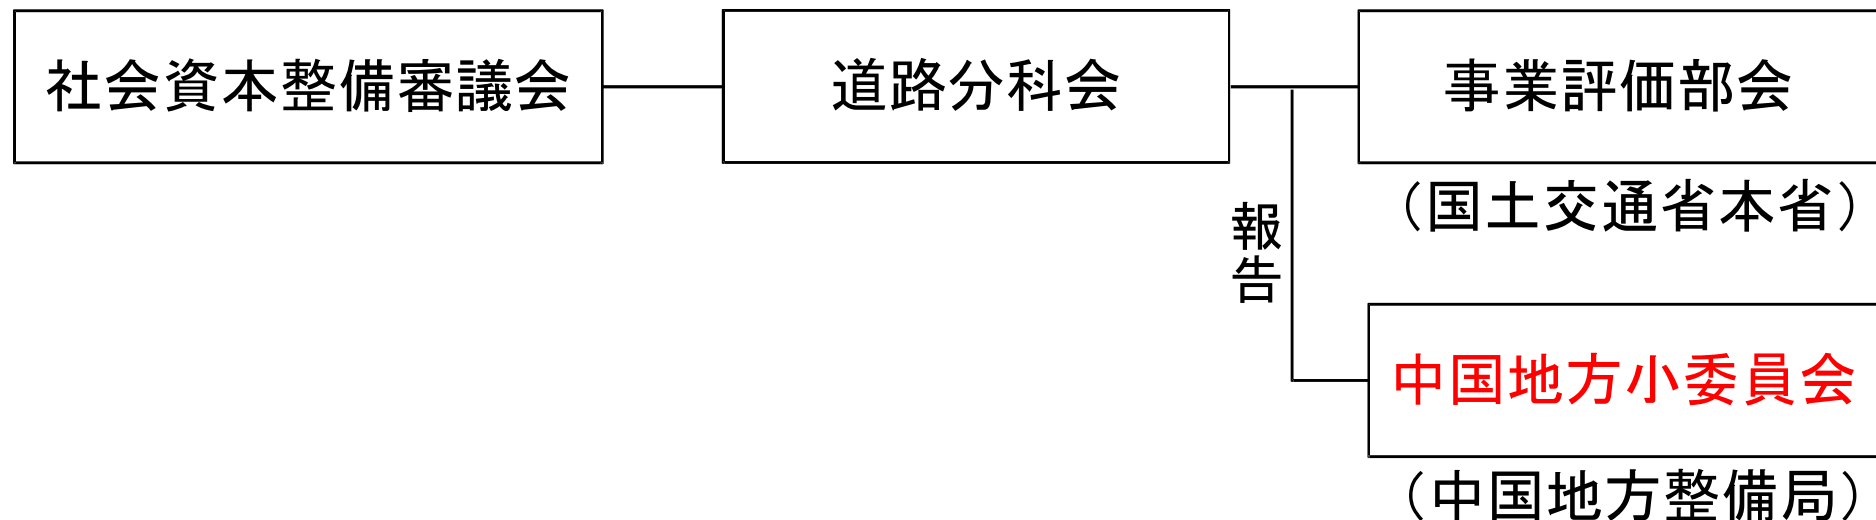 社会資本整備審議会
道路分科会
事業評価部会
（国土交通省本省）
報告
中国地方小委員会
（中国地方整備局）